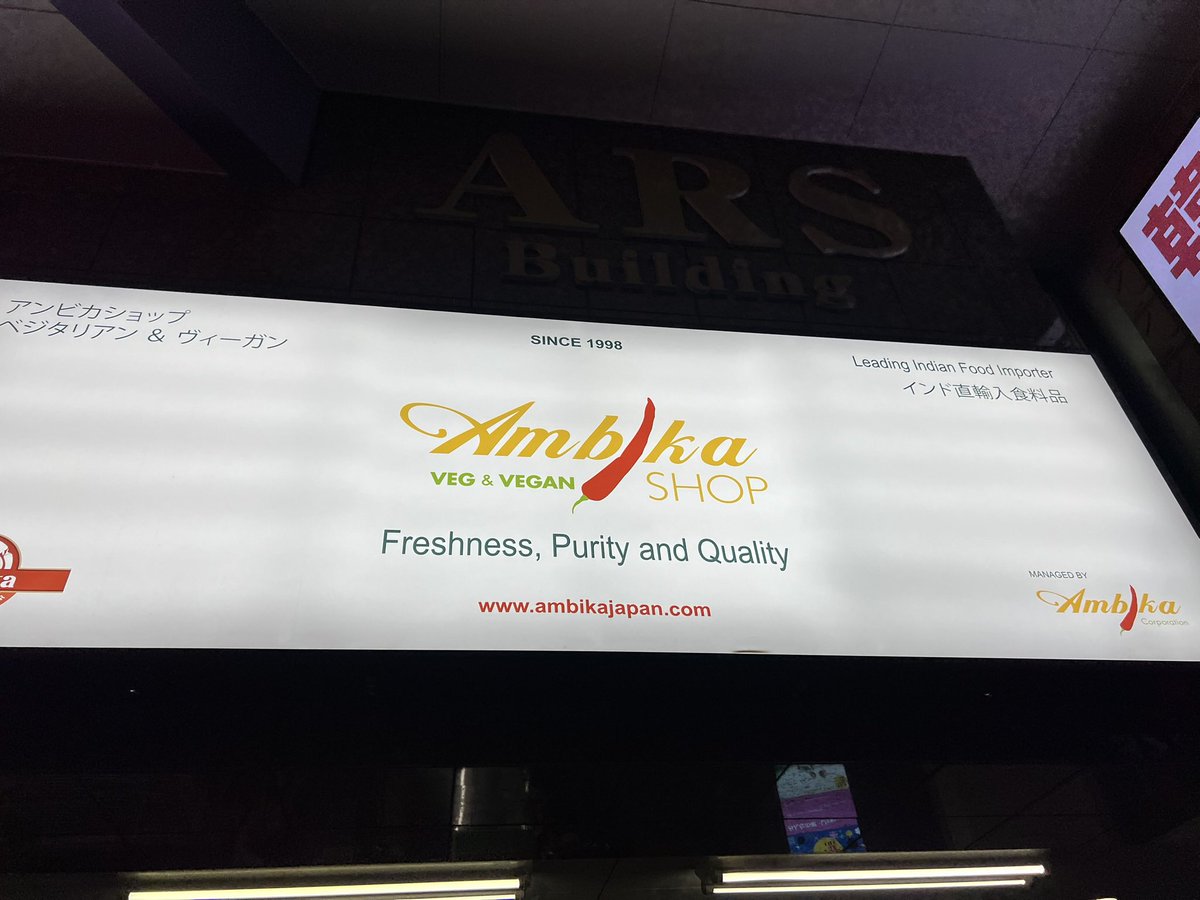 ARS
Building
アンビカショップ
ベジタリアン & ヴィーガン
SINCE 1998
Leading Indian Food Importer
インド直輸入食料品
Ambika
VEG & VEGAN
SHOP
Freshness, Purity and Quality
www.ambikajapan.com
MANAGED BY
Ambika
Corporation